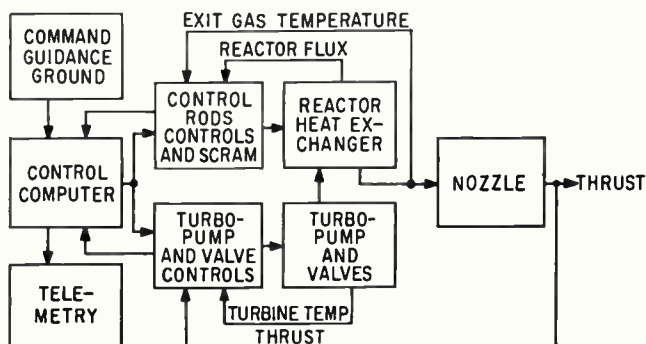 EXIT GAS TEMPERATURE
COMMAND
GUIDANCE
GROUND
REACTOR FLUX
CONTROL
RODS
CONTROLS
AND SCRAM
REACTOR
HEAT EX-
CHANGER
CONTROL
COMPUTER
NOZZLE
THRUST
TURBO-
PUMP
AND VALVE
CONTROLS
TURBO-
PUMP
AND
VALVES
TELE-
METRY
TURBINE TEMP
THRUST